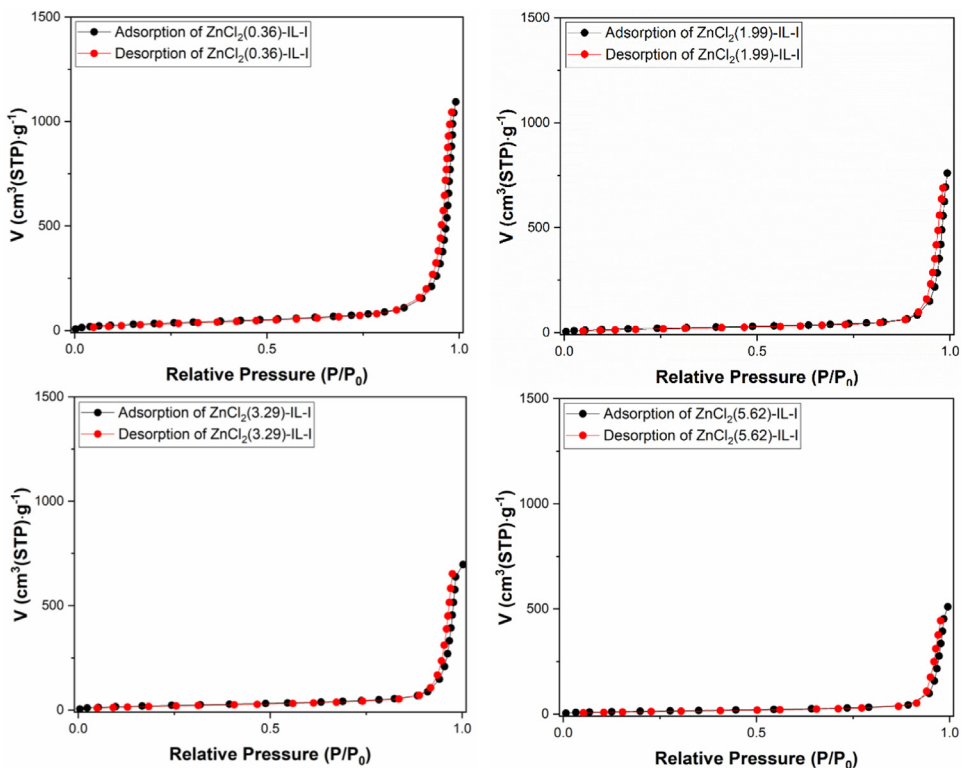 1500
1000
500
0
V (cm³(STP)·g⁻¹)
Adsorption of ZnCl₂(0.36)-IL-I
Desorption of ZnCl₂(0.36)-IL-I
0.0
0.5
1.0
Relative Pressure (P/P₀)
1500
1000
500
0
V (cm³(STP)·g⁻¹)
Adsorption of ZnCl₂(1.99)-IL-I
Desorption of ZnCl₂(1.99)-IL-I
0.0
0.5
1.0
Relative Pressure (P/P₀)
1500
1000
500
0
V (cm³(STP)·g⁻¹)
Adsorption of ZnCl₂(3.29)-IL-I
Desorption of ZnCl₂(3.29)-IL-I
0.0
0.5
1.0
Relative Pressure (P/P₀)
1500
1000
500
0
V (cm³(STP)·g⁻¹)
Adsorption of ZnCl₂(5.62)-IL-I
Desorption of ZnCl₂(5.62)-IL-I
0.0
0.5
1.0
Relative Pressure (P/P₀)